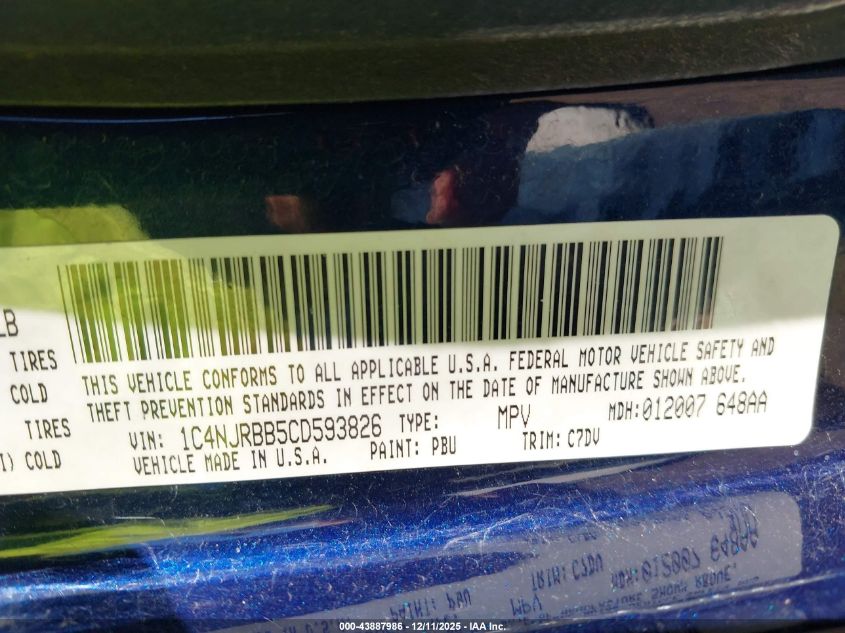 LB
TIRES
COLD
TIRES
) COLD
THIS VEHICLE CONFORMS TO ALL APPLICABLE U.S.A. FEDERAL MOTOR VEHICLE SAFETY AND
THEFT PREVENTION STANDARDS IN EFFECT ON THE DATE OF MANUFACTURE SHOWN ABOVE.
VIN: 1C4NJRBB5CD593826 TYPE: MPV MDH:012007 648AA
VEHICLE MADE IN U.S.A. PAINT: PBU TRIM: C7DV
000-43887986 - 12/11/2025 - IAA Inc.